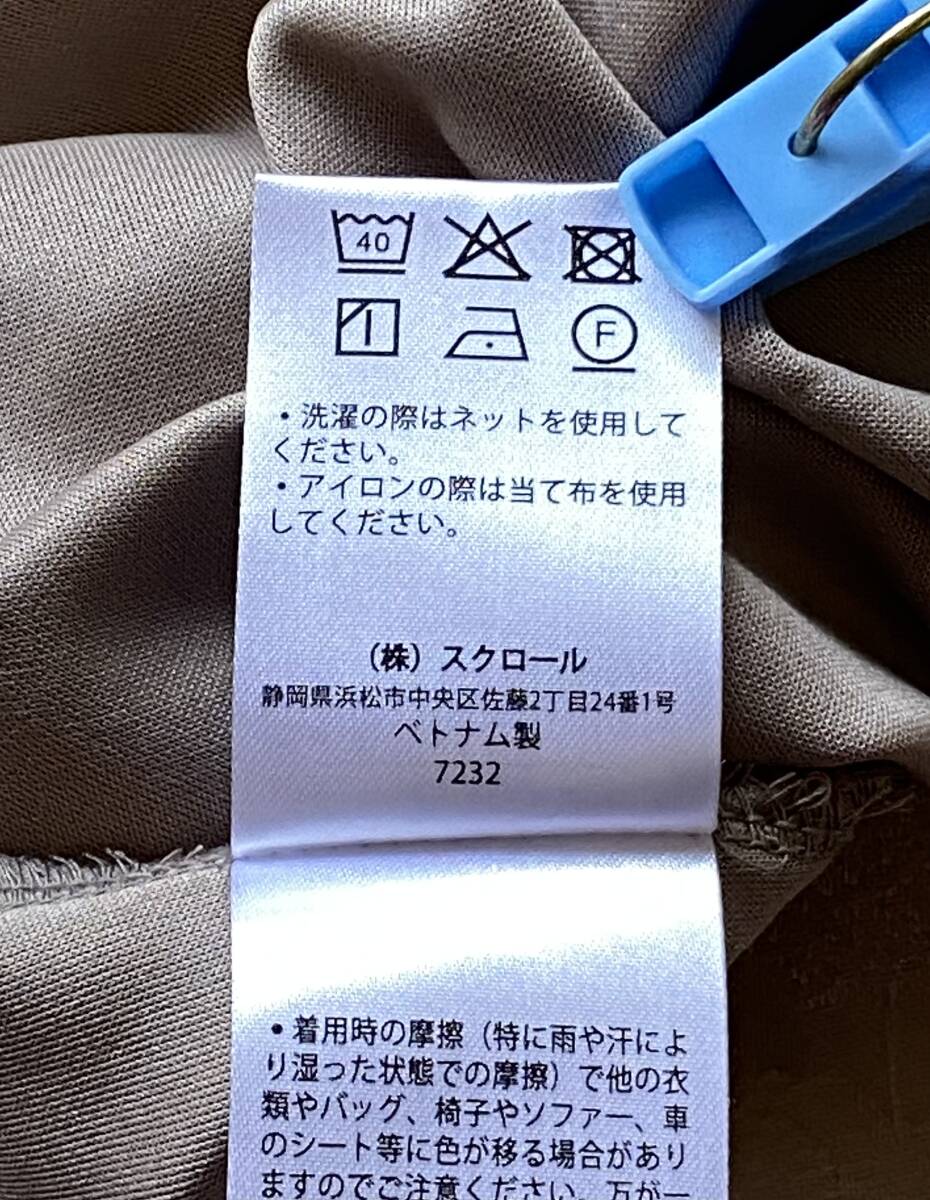 40
F
・洗濯の際はネットを使用して
ください。
・アイロンの際は当て布を使用
してください。
（株）スクロール
静岡県浜松市中央区佐藤2丁目24番1号
ベトナム製
7232
・着用時の摩擦（特に雨や汗によ
り湿った状態での摩擦）で他の衣
類やバッグ、椅子やソファー、車
のシート等に色が移る場合があり
ますのでご注意ください。万が一